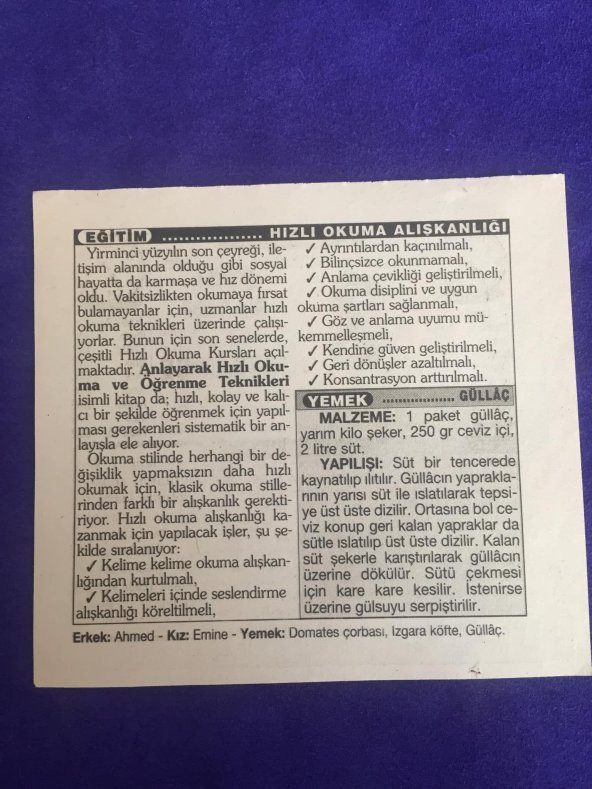 EĞİTİM .................. HIZLI OKUMA ALIŞKANLIĞI
Yirminci yüzyılın son çeyreği, ile-
tişim alanında olduğu gibi sosyal
hayatta da karmaşa ve hız dönemi
oldu. Vakitsizlikten okumaya fırsat
bulamayanlar için, uzmanlar hızlı
okuma teknikleri üzerinde çalışı-
yorlar. Bunun için son senelerde,
çeşitli Hızlı Okuma Kursları açıl-
maktadır. Anlayarak Hızlı Oku-
ma ve Öğrenme Teknikleri
isimli kitap da; hızlı, kolay ve kalı-
cı bir şekilde öğrenmek için yapıl-
ması gerekenleri sistematik bir an-
layışla ele alıyor.
Okuma stilinde herhangi bir de-
ğişiklik yapmaksızın daha hızlı
okumak için, klasik okuma stille-
rinden farklı bir alışkanlık gerekti-
riyor. Hızlı okuma alışkanlığı ka-
zanmak için yapılacak işler, şu şe-
kilde sıralanıyor:
✓ Kelime kelime okuma alışkan-
lığından kurtulmalı,
✓ Kelimeleri içinde seslendirme
alışkanlığı köreltilmeli,
✓ Ayrıntılardan kaçınılmalı,
✓ Bilinçsizce okunmamalı,
✓ Anlama çevikliği geliştirilmeli,
✓ Okuma disiplini ve uygun
okuma şartları sağlanmalı,
✓ Göz ve anlama uyumu mü-
kemmelleşmeli,
✓ Kendine güven geliştirilmeli,
✓ Geri dönüşler azaltılmalı,
✓ Konsantrasyon arttırılmalı.
YEMEK .................. GÜLLÂÇ
MALZEME: 1 paket güllâç,
yarım kilo şeker, 250 gr ceviz içi,
2 litre süt.
YAPILIŞI: Süt bir tencerede
kaynatılıp ılıtılır. Güllâcın yaprakla-
rının yarısı süt ile ıslatılarak tepsi-
ye üst üste dizilir. Ortasına bol ce-
viz konup geri kalan yapraklar da
sütle ıslatılıp üst üste dizilir. Kalan
süt şekerle karıştırılarak güllâcın
üzerine dökülür. Sütü çekmesi
için kare kare kesilir. İstenirse
üzerine gülsuyu serpiştirilir.
Erkek: Ahmed - Kız: Emine - Yemek: Domates çorbası, Izgara köfte, Güllâç.